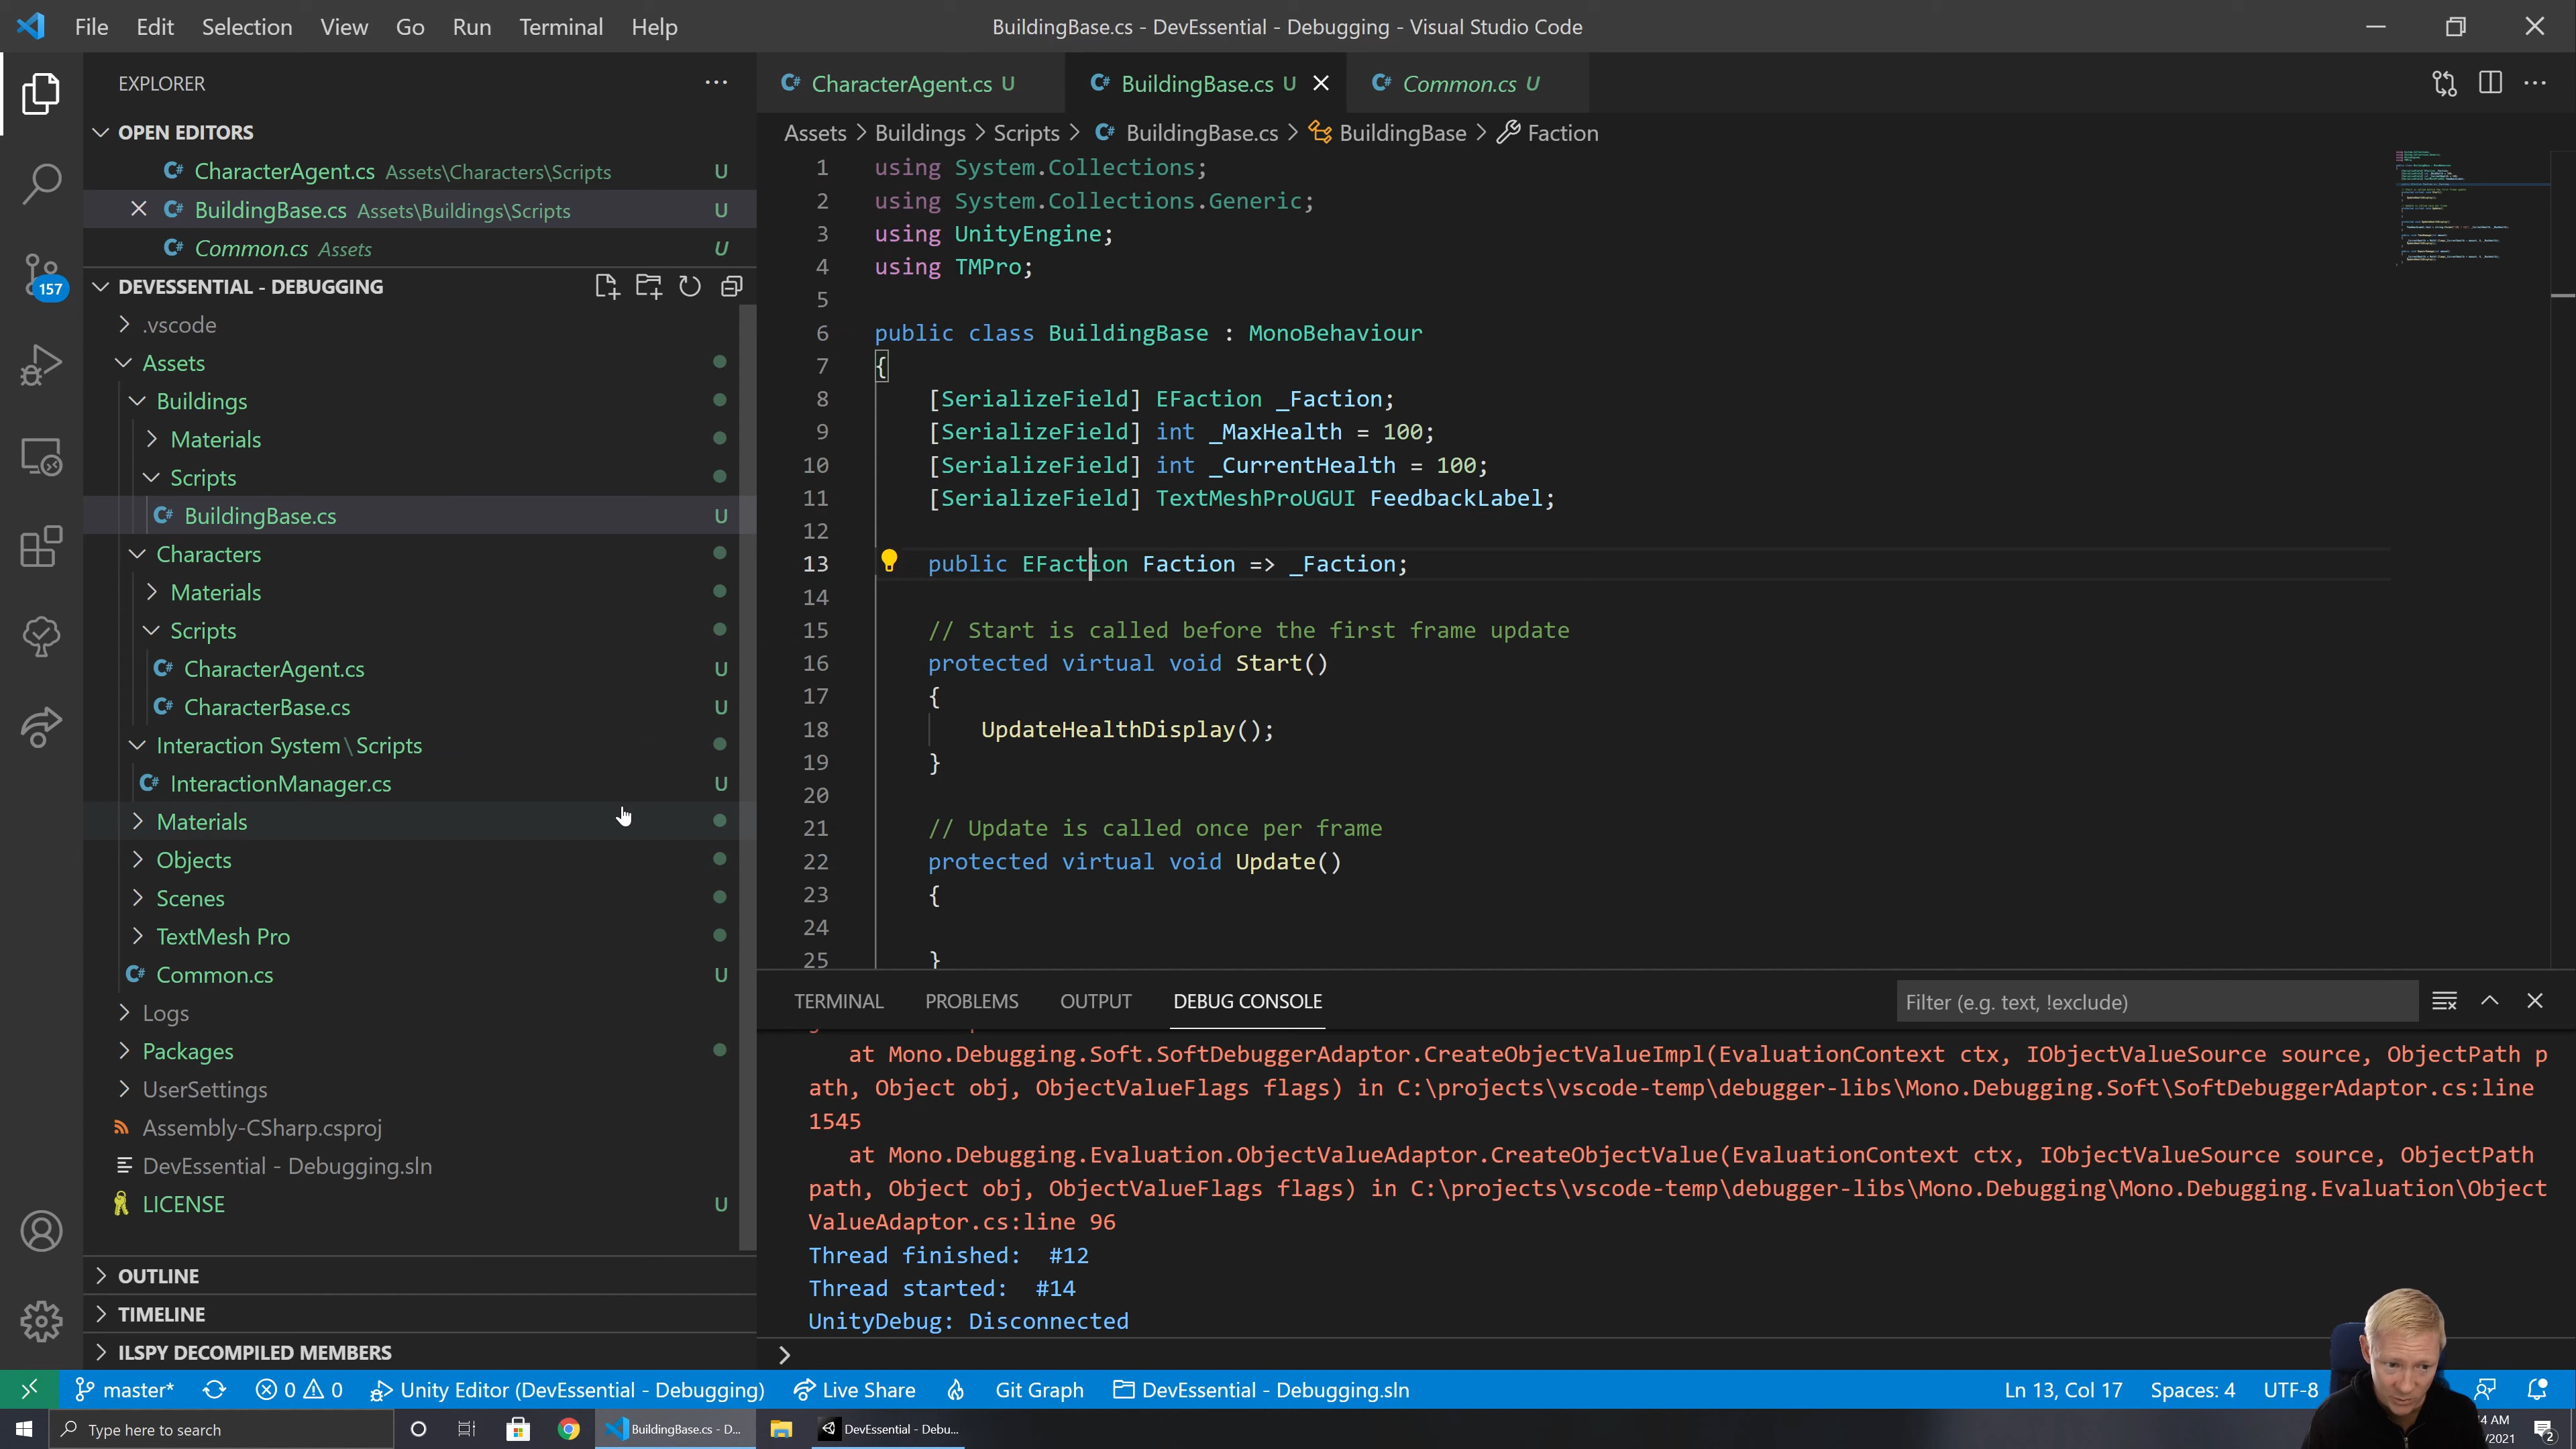 File Edit Selection View Go Run Terminal Help
BuildingBase.cs - DevEssential - Debugging - Visual Studio Code
EXPLORER
OPEN EDITORS
CharacterAgent.cs Assets\Characters\Scripts U
BuildingBase.cs Assets\Buildings\Scripts U
Common.cs Assets U
DEVESSENTIAL - DEBUGGING
157
.vscode
Assets
Buildings
Materials
Scripts
BuildingBase.cs U
Characters
Materials
Scripts
CharacterAgent.cs U
CharacterBase.cs U
Interaction System\Scripts
InteractionManager.cs U
Materials
Objects
Scenes
TextMesh Pro
Common.cs U
Logs
Packages
UserSettings
Assembly-CSharp.csproj
DevEssential - Debugging.sln
LICENSE U
OUTLINE
TIMELINE
ILSPY DECOMPILED MEMBERS
CharacterAgent.cs U BuildingBase.cs U Common.cs U
Assets > Buildings > Scripts > BuildingBase.cs > BuildingBase > Faction
1 using System.Collections;
2 using System.Collections.Generic;
3 using UnityEngine;
4 using TMPro;
5
6 public class BuildingBase : MonoBehaviour
7 {
8 [SerializeField] EFaction _Faction;
9 [SerializeField] int _MaxHealth = 100;
10 [SerializeField] int _CurrentHealth = 100;
11 [SerializeField] TextMeshProUGUI FeedbackLabel;
12
13 public EFaction Faction => _Faction;
14
15 // Start is called before the first frame update
16 protected virtual void Start()
17 {
18 UpdateHealthDisplay();
19 }
20
21 // Update is called once per frame
22 protected virtual void Update()
23 {
24
25 }
TERMINAL PROBLEMS OUTPUT DEBUG CONSOLE
Filter (e.g. text, !exclude)
at Mono.Debugging.Soft.SoftDebuggerAdaptor.CreateObjectValueImpl(EvaluationContext ctx, IObjectValueSource source, ObjectPath p
ath, Object obj, ObjectValueFlags flags) in C:\projects\vscode-temp\debugger-libs\Mono.Debugging.Soft\SoftDebuggerAdaptor.cs:line
1545
at Mono.Debugging.Evaluation.ObjectValueAdaptor.CreateObjectValue(EvaluationContext ctx, IObjectValueSource source, ObjectPath
path, Object obj, ObjectValueFlags flags) in C:\projects\vscode-temp\debugger-libs\Mono.Debugging\Mono.Debugging.Evaluation\Object
ValueAdaptor.cs:line 96
Thread finished: #12
Thread started: #14
UnityDebug: Disconnected
master* 0 0 Unity Editor (DevEssential - Debugging) Live Share Git Graph DevEssential - Debugging.sln
Ln 13, Col 17 Spaces: 4 UTF-8
Type here to search
BuildingBase.cs - D...
DevEssential - Debu...
4 AM
/2021
2